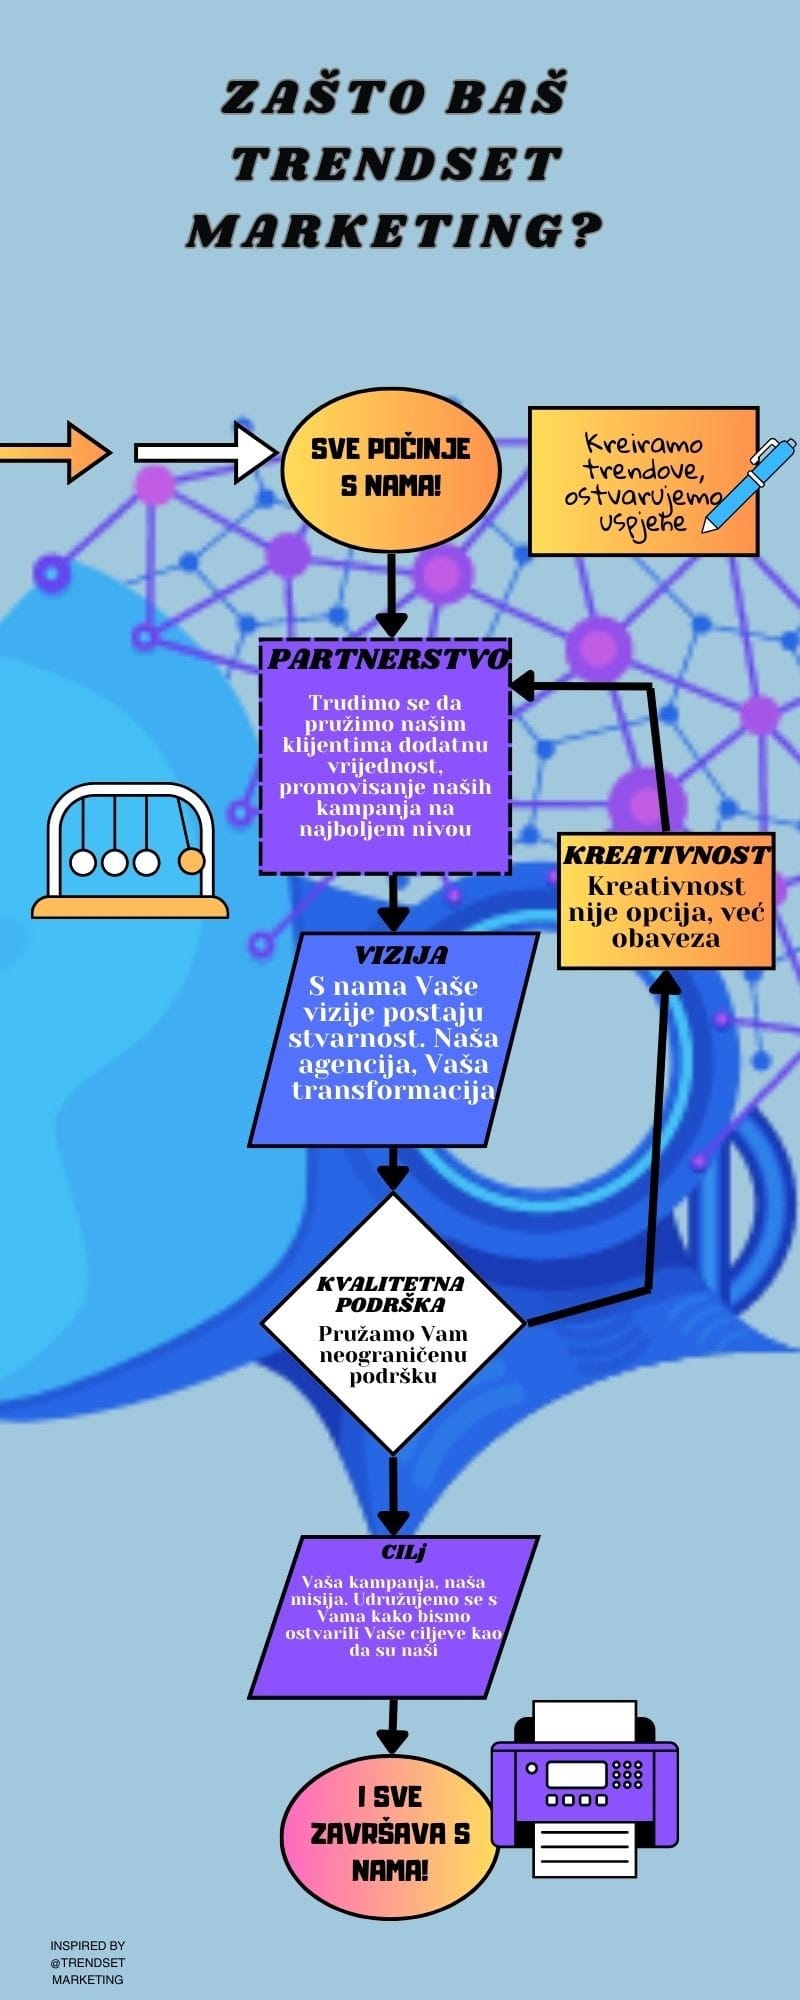 ZAŠTO BAŠ
TRENDSET
MARKETING?
SVE POČINJE
S NAMA!
Kreiramo
trendove,
ostvarujemo
uspjehe
PARTNERSTVO
Trudimo se da
pružimo našim
klijentima dodatnu
vrijednost,
promovisanje naših
kampanja na
najboljem nivou
KREATIVNOST
Kreativnost
nije opcija, već
obaveza
VIZIJA
S nama Vaše
vizije postaju
stvarnost. Naša
agencija, Vaša
transformacija
KVALITETNA
PODRŠKA
Pružamo Vam
neograničenu
podršku
CILj
Vaša kampanja, naša
misija. Udružujemo se s
Vama kako bismo
ostvarili Vaše ciljeve kao
da su naši
I SVE
ZAVRŠAVA S
NAMA!
INSPIRED BY
@TRENDSET
MARKETING